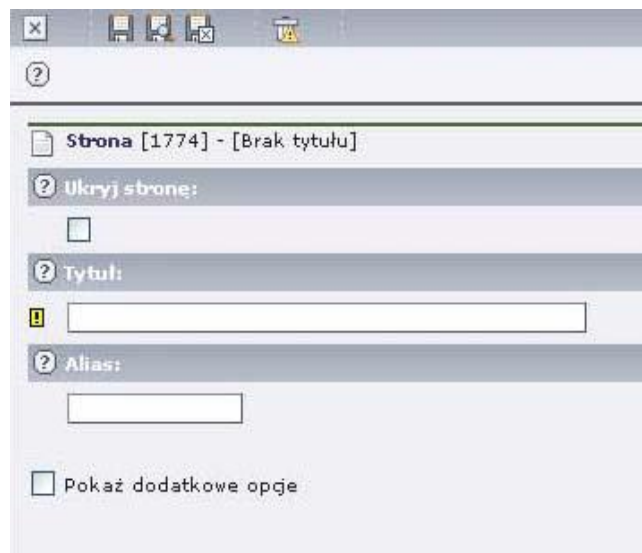 Strona [1774] - [Brak tytułu]
Ukryj stronę:
Tytuł:
Alias:
Pokaż dodatkowe opcje